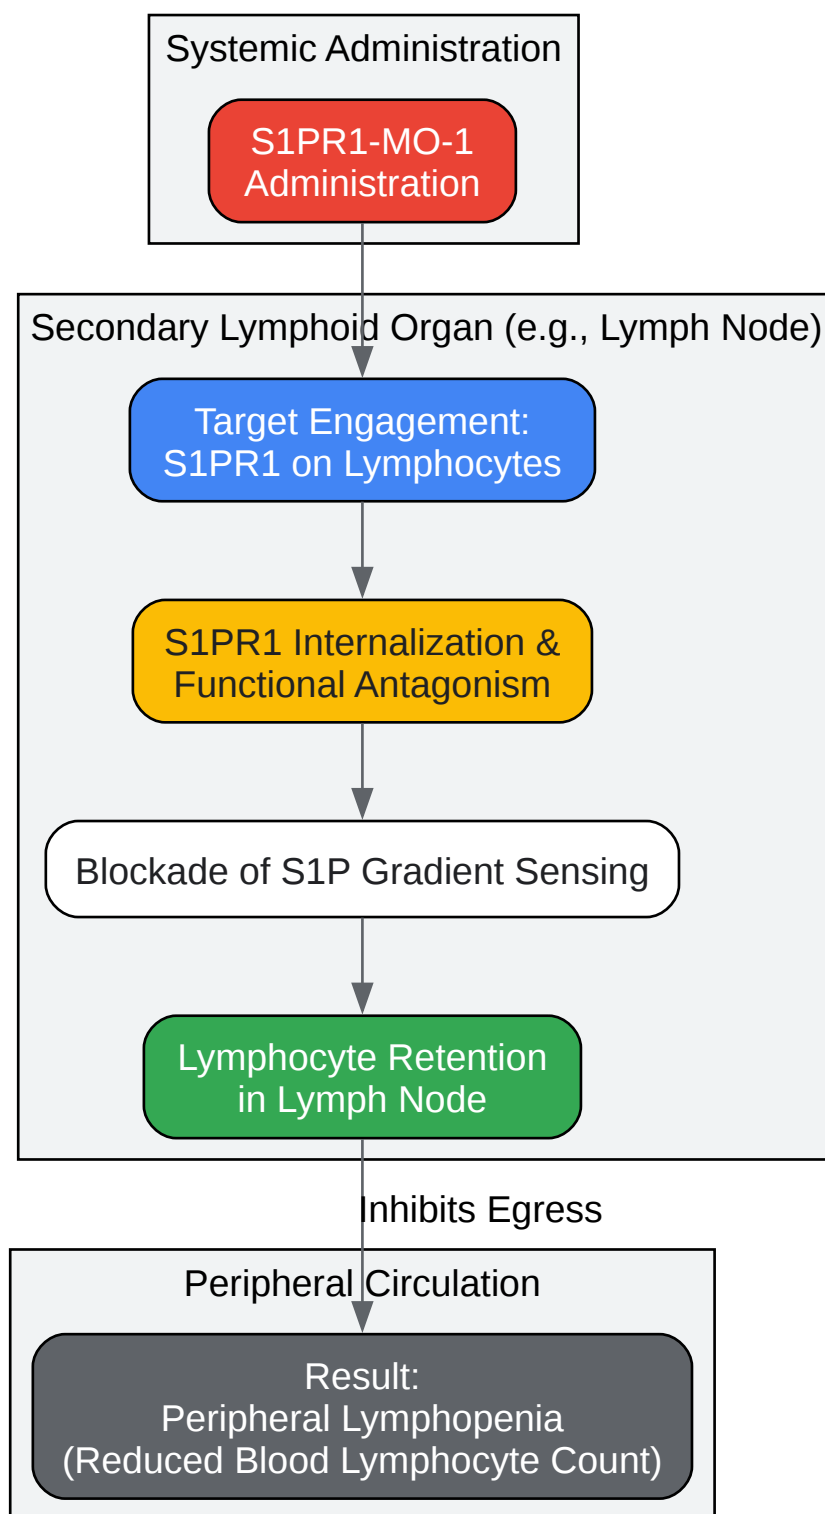 Systemic Administration
S1PR1-MO-1
Administration
Secondary Lymphoid Organ (e.g., Lymph Node)
Target Engagement:
S1PR1 on Lymphocytes
S1PR1 Internalization &
Functional Antagonism
Blockade of S1P Gradient Sensing
Lymphocyte Retention
in Lymph Node
Inhibits Egress
Peripheral Circulation
Result:
Peripheral Lymphopenia
(Reduced Blood Lymphocyte Count)